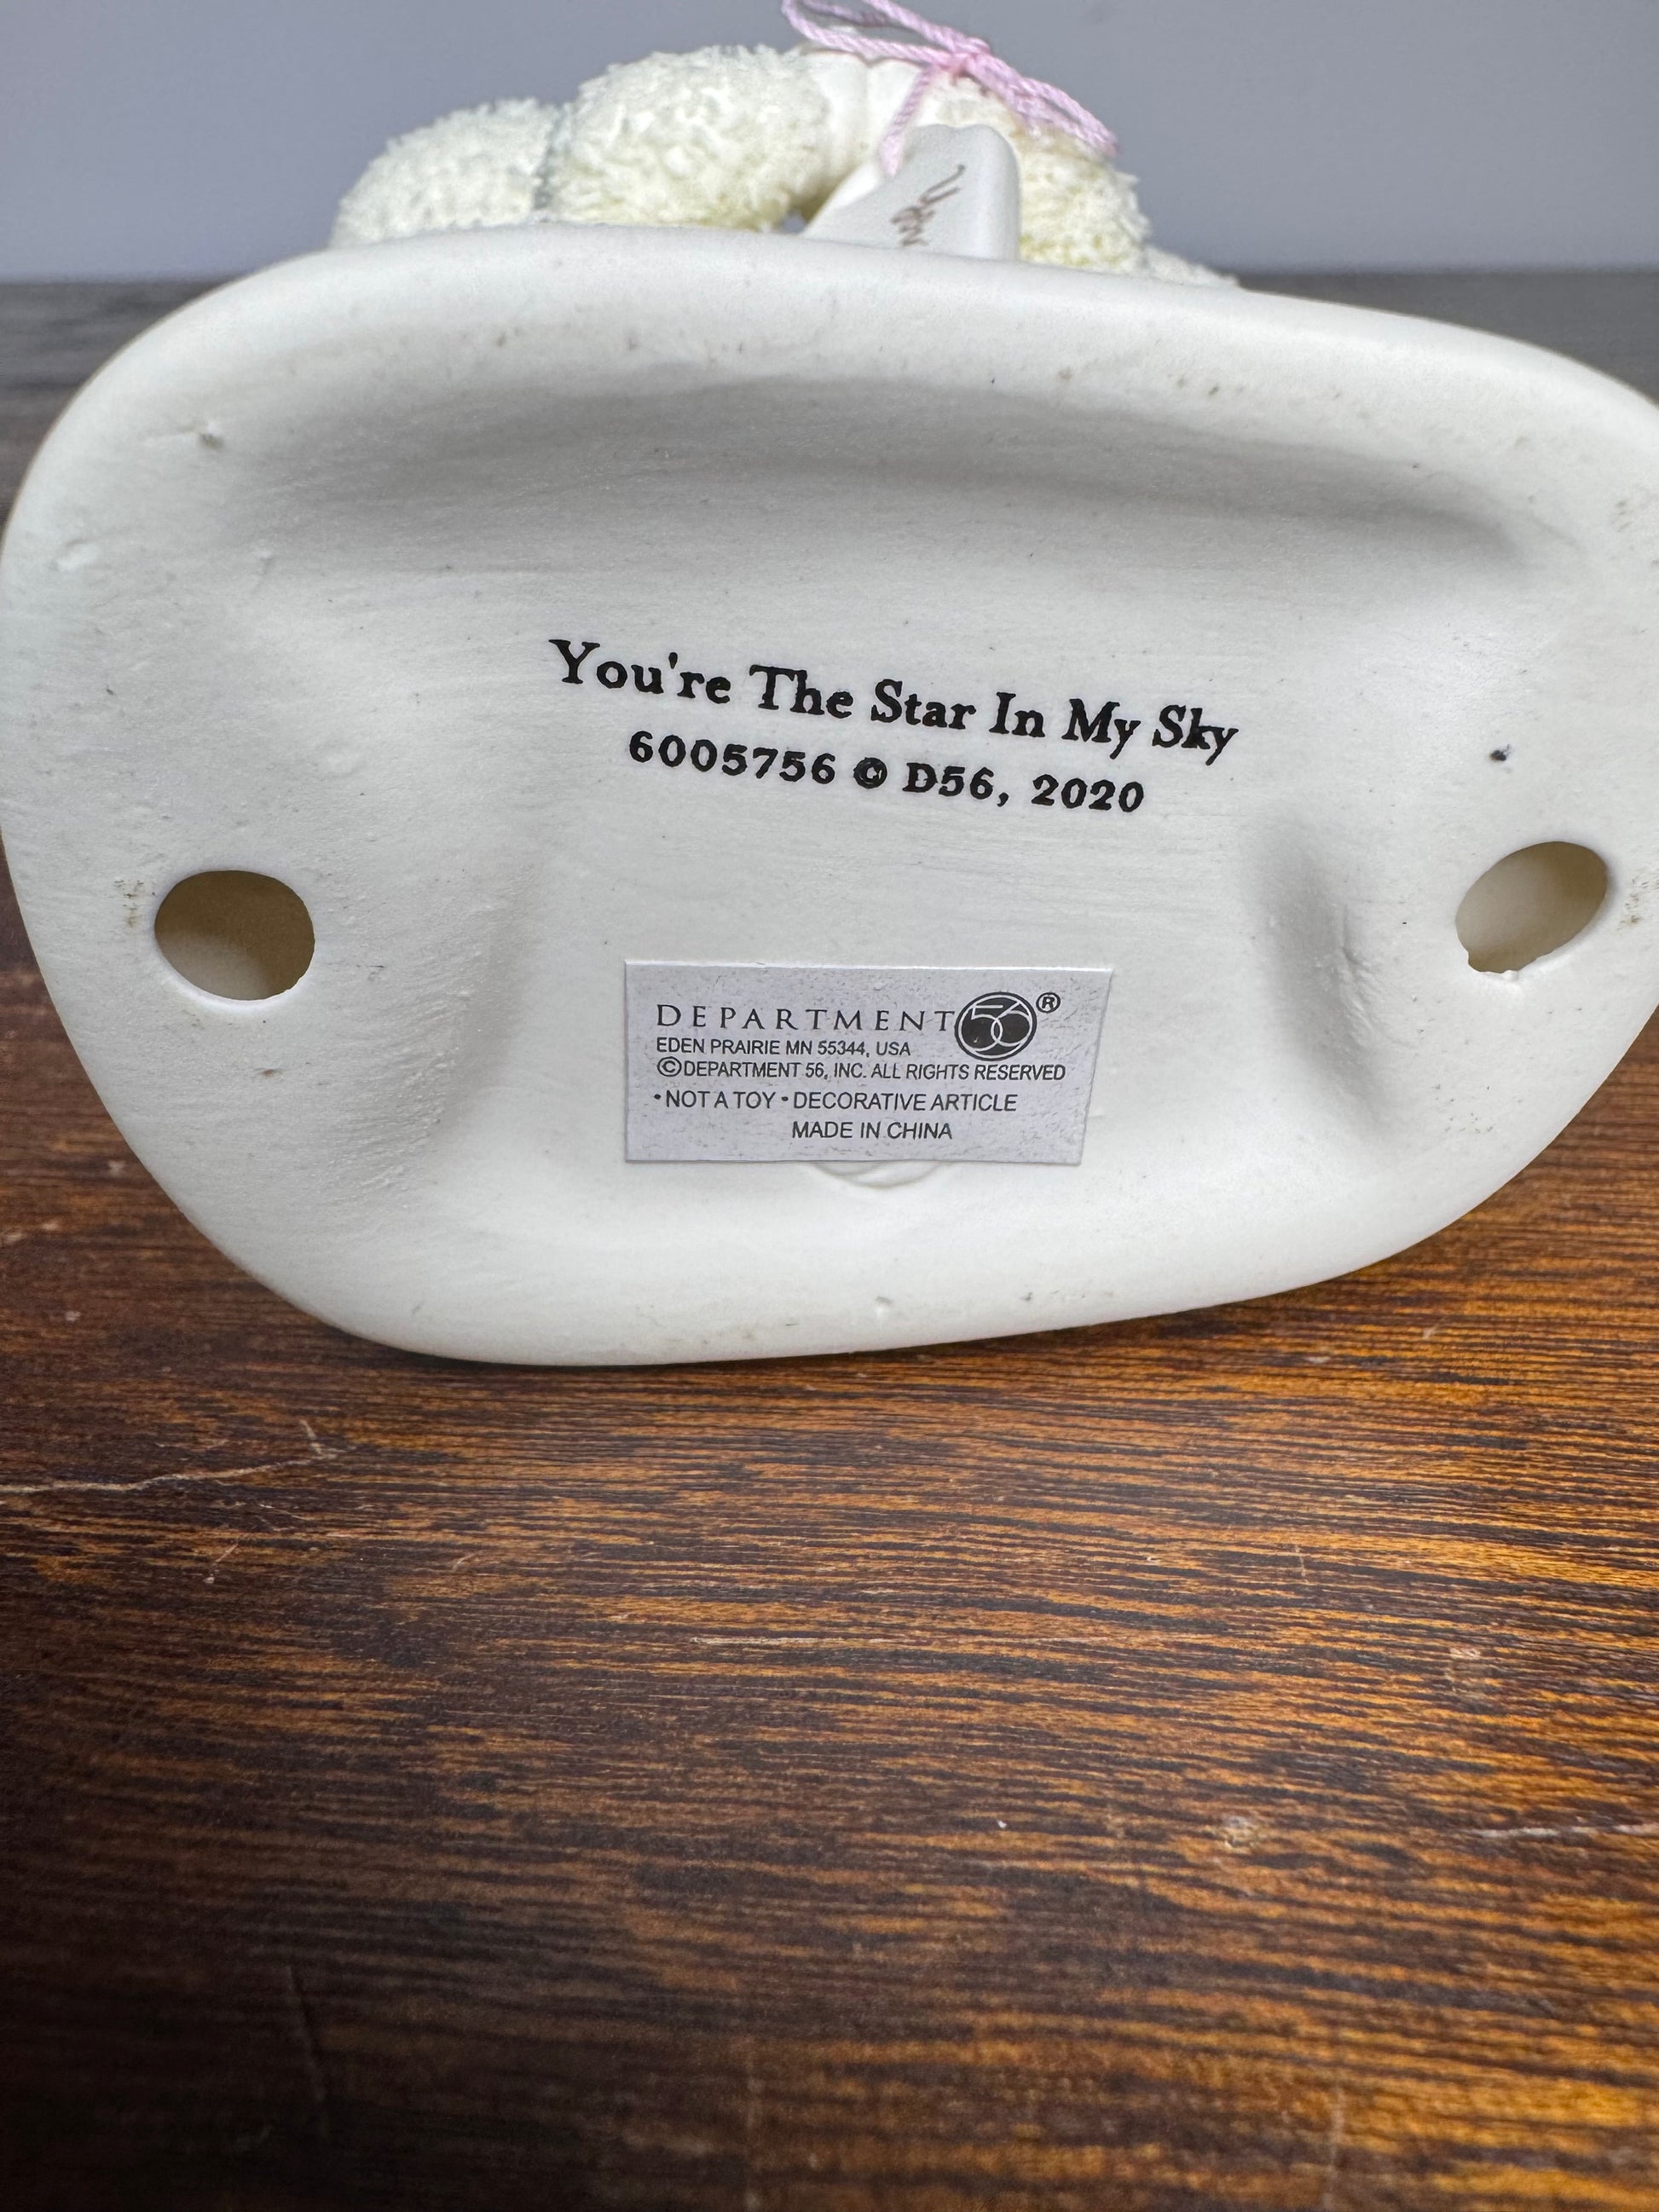 You're The Star In My Sky
6005756 © D56, 2020
DEPARTMENT 56®
EDEN PRAIRIE MN 55344, USA
©DEPARTMENT 56, INC. ALL RIGHTS RESERVED
•NOT A TOY •DECORATIVE ARTICLE
MADE IN CHINA